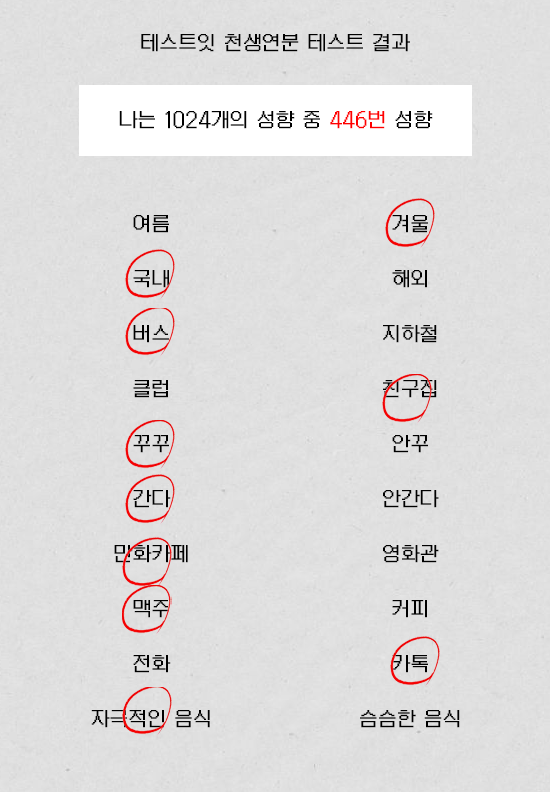 테스트잇 천생연분 테스트 결과
나는 1024개의 성향 중 446번 성향
여름 겨울
국내 해외
버스 지하철
클럽 친구집
꾸꾸 안꾸
간다 안간다
만화카페 영화관
맥주 커피
전화 카톡
자극적인 음식 슴슴한 음식